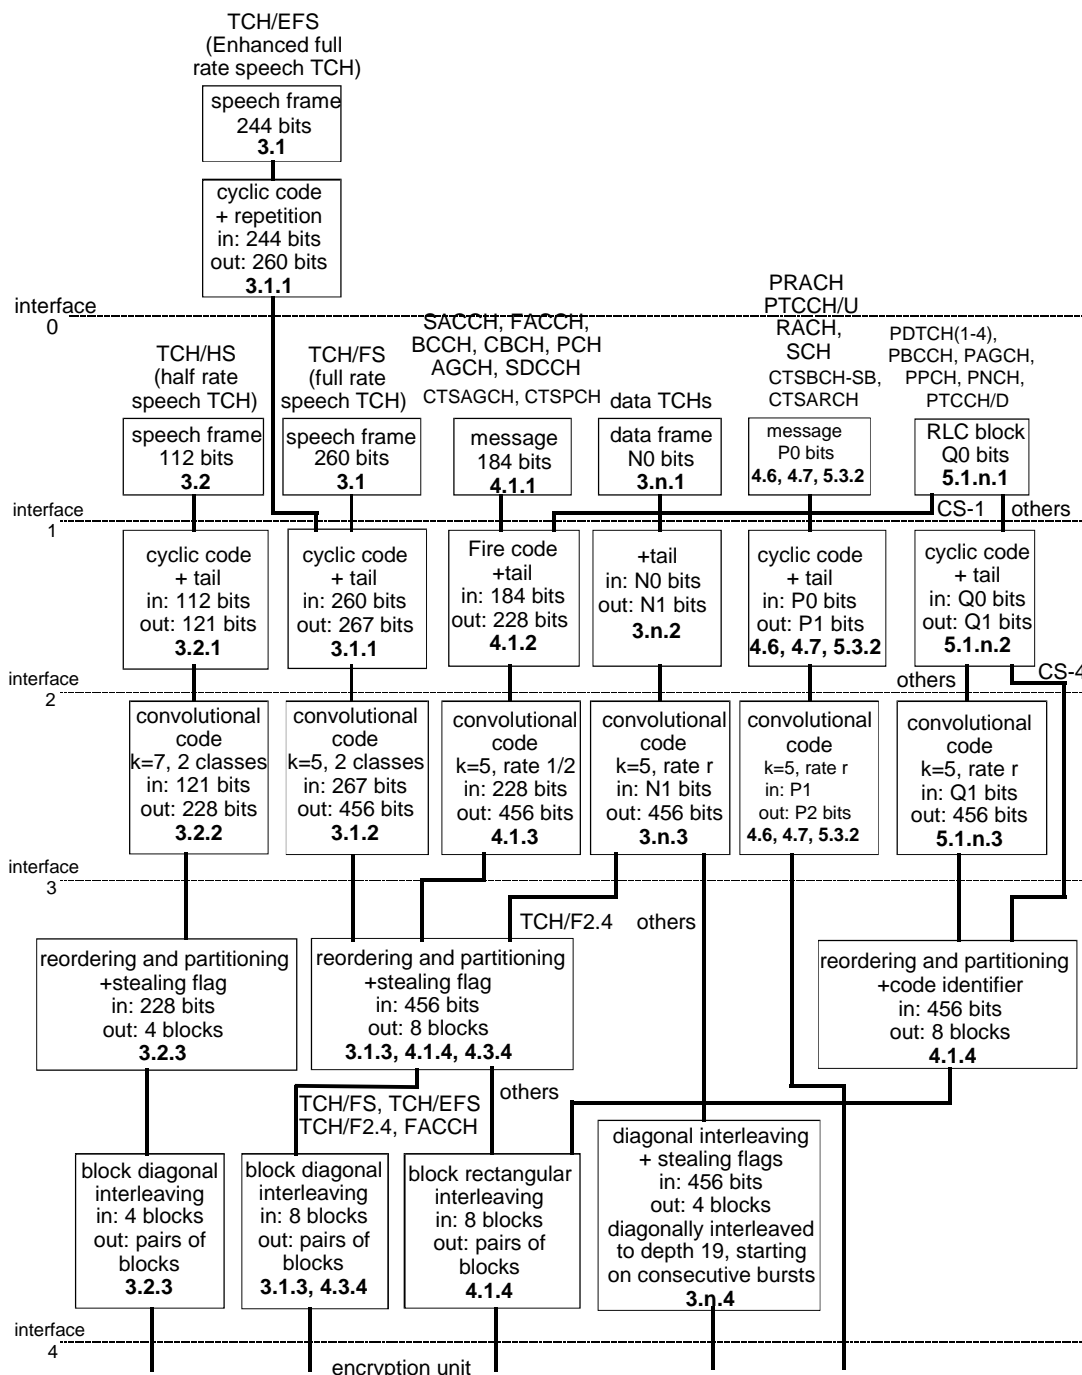 TCH/EFS
(Enhanced full
rate speech TCH)
speech frame
244 bits
3.1
cyclic code
+ repetition
in: 244 bits
out: 260 bits
3.1.1
interface
0
TCH/HS
(half rate
speech TCH)
TCH/FS
(full rate
speech TCH)
SACCH, FACCH,
BCCH, CBCH, PCH
AGCH, SDCCH
CTSAGCH, CTSPCH
data TCHs
PRACH
PTCCH/U
RACH,
SCH
CTSBCH-SB,
CTSARCH
PDTCH(1-4),
PBCCH, PAGCH,
PPCH, PNCH,
PTCCH/D
speech frame
112 bits
3.2
speech frame
260 bits
3.1
message
184 bits
4.1.1
data frame
N0 bits
3.n.1
message
P0 bits
4.6, 4.7, 5.3.2
RLC block
Q0 bits
5.1.n.1
interface
1
CS-1
others
cyclic code
+ tail
in: 112 bits
out: 121 bits
3.2.1
cyclic code
+ tail
in: 260 bits
out: 267 bits
3.1.1
Fire code
+tail
in: 184 bits
out: 228 bits
4.1.2
+tail
in: N0 bits
out: N1 bits
3.n.2
cyclic code
+ tail
in: P0 bits
out: P1 bits
4.6, 4.7, 5.3.2
cyclic code
+ tail
in: Q0 bits
out: Q1 bits
5.1.n.2
interface
2
others
CS-4
convolutional
code
k=7, 2 classes
in: 121 bits
out: 228 bits
3.2.2
convolutional
code
k=5, 2 classes
in: 267 bits
out: 456 bits
3.1.2
convolutional
code
k=5, rate 1/2
in: 228 bits
out: 456 bits
4.1.3
convolutional
code
k=5, rate r
in: N1 bits
out: 456 bits
3.n.3
convolutional
code
k=5, rate r
in: P1
out: P2 bits
4.6, 4.7, 5.3.2
convolutional
code
k=5, rate r
in: Q1 bits
out: 456 bits
5.1.n.3
interface
3
TCH/F2.4
others
reordering and partitioning
+stealing flag
in: 228 bits
out: 4 blocks
3.2.3
reordering and partitioning
+stealing flag
in: 456 bits
out: 8 blocks
3.1.3, 4.1.4, 4.3.4
reordering and partitioning
+code identifier
in: 456 bits
out: 8 blocks
4.1.4
TCH/FS, TCH/EFS
TCH/F2.4, FACCH
others
block diagonal
interleaving
in: 4 blocks
out: pairs of
blocks
3.2.3
block diagonal
interleaving
in: 8 blocks
out: pairs of
blocks
3.1.3, 4.3.4
block rectangular
interleaving
in: 8 blocks
out: pairs of
blocks
4.1.4
diagonal interleaving
+ stealing flags
in: 456 bits
out: 4 blocks
diagonally interleaved
to depth 19, starting
on consecutive bursts
3.n.4
interface
4
encryption unit